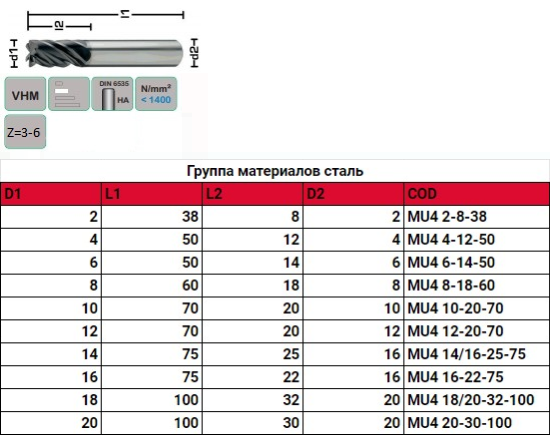 l1
l2
d1
d2
VHM
DIN 6535
HA
N/mm²
< 1400
Z=3-6
Группа материалов сталь
D1 L1 L2 D2 COD
2 38 8 2 MU4 2-8-38
4 50 12 4 MU4 4-12-50
6 50 14 6 MU4 6-14-50
8 60 18 8 MU4 8-18-60
10 70 20 10 MU4 10-20-70
12 70 20 12 MU4 12-20-70
14 75 25 16 MU4 14/16-25-75
16 75 22 16 MU4 16-22-75
18 100 32 20 MU4 18/20-32-100
20 100 30 20 MU4 20-30-100